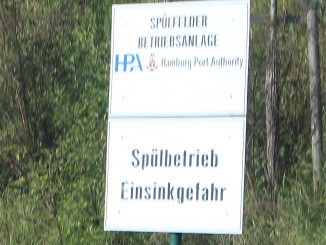 SPÜLFELDER
BETRIEBSANLAGE
HPA Hamburg Port Authority
Spülbetrieb
Einsinkgefahr